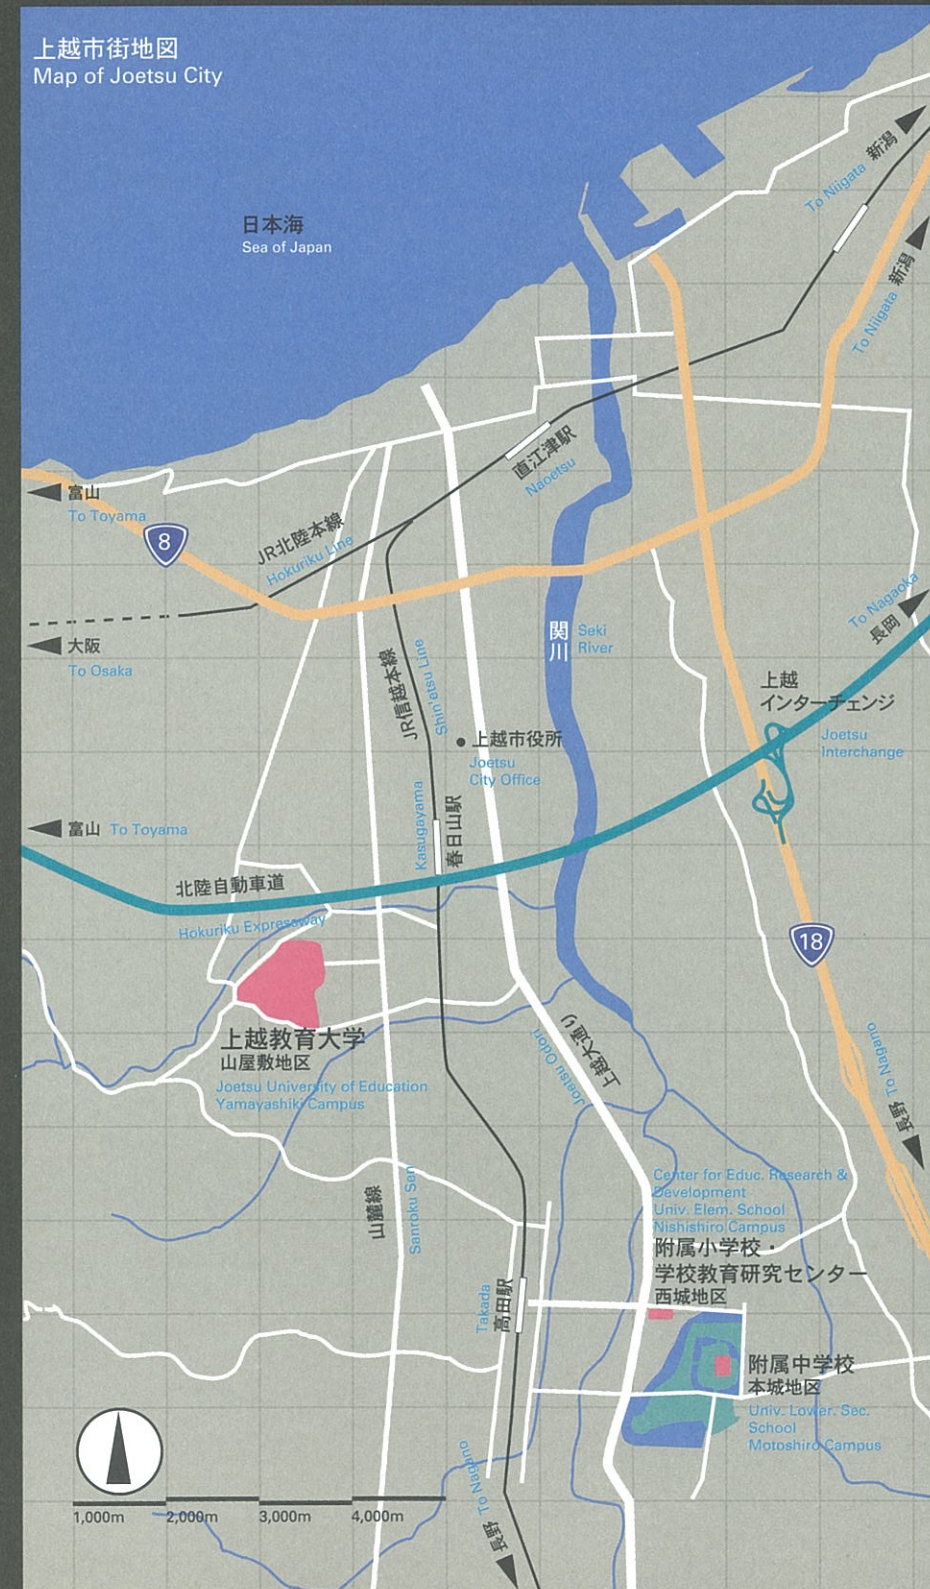 上越市街地図
Map of Joetsu City
新潟
To Niigata
日本海
Sea of Japan
新潟
To Niigata
直江津駅
Naoetsu
富山
To Toyama
8
JR北陸本線
Hokuriku Line
大阪
To Osaka
関川
Seki
River
To Nagaoka
長岡
JR信越本線
Shin'etsu Line
上越
インターチェンジ
Joetsu
Interchange
上越市役所
Joetsu
City Office
Kasugayama
春日山駅
富山 To Toyama
北陸自動車道
Hokuriku Expressway
18
上越教育大学
山屋敷地区
Joetsu University of Education
Yamayashiki Campus
上越大通り
Joetsu Odori
長野 To Nagano
山麓線
Sanroku Sen
Center for Educ. Research &
Development
Univ. Elem. School
Nishishiro Campus
附属小学校・
学校教育研究センター
西城地区
Takada
高田駅
附属中学校
本城地区
Univ. Lower. Sec.
School
Motoshiro Campus
長野 To Nagano
1,000m 2,000m 3,000m 4,000m